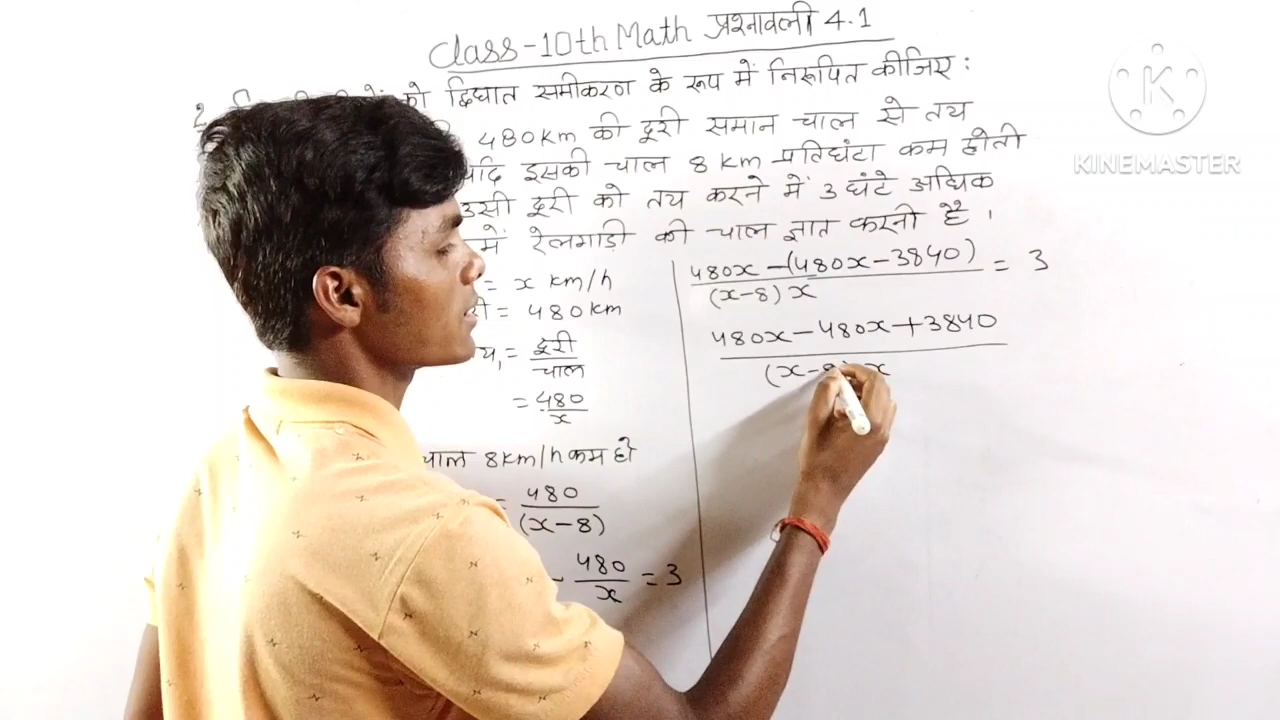 Class-10th Math प्रश्नावली 4.1
2. को द्विघात समीकरण के रूप में निरूपित कीजिए :
480km की दूरी समान चाल से तय
यदि इसकी चाल 8 km प्रतिघंटा कम होती
उसी दूरी को तय करने में 3 घंटे अधिक
में रेलगाड़ी की चाल ज्ञात करनी है ।
= x km/h
= 480km
= दूरी / चाल
= 480 / x
चाल 8km/h कम हो
= 480 / (x-8)
- 480 / x = 3
480x - (480x - 3840) / (x-8) x = 3
480x - 480x + 3840 / (x-8) x
K
KINEMASTER